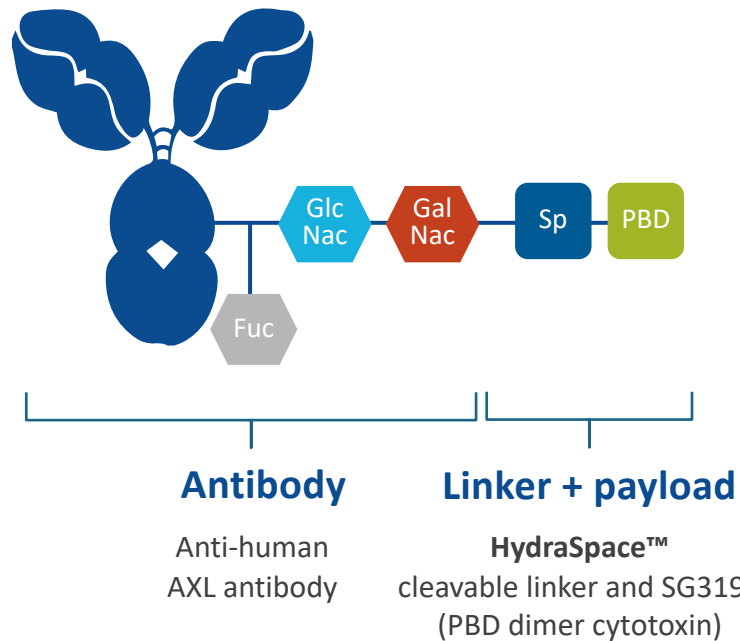 Glc
Nac
Gal
Nac
Sp
PBD
Fuc
Antibody
Linker + payload
Anti-human
AXL antibody
HydraSpace™
cleavable linker and
(PBD dimer cytotoxin)